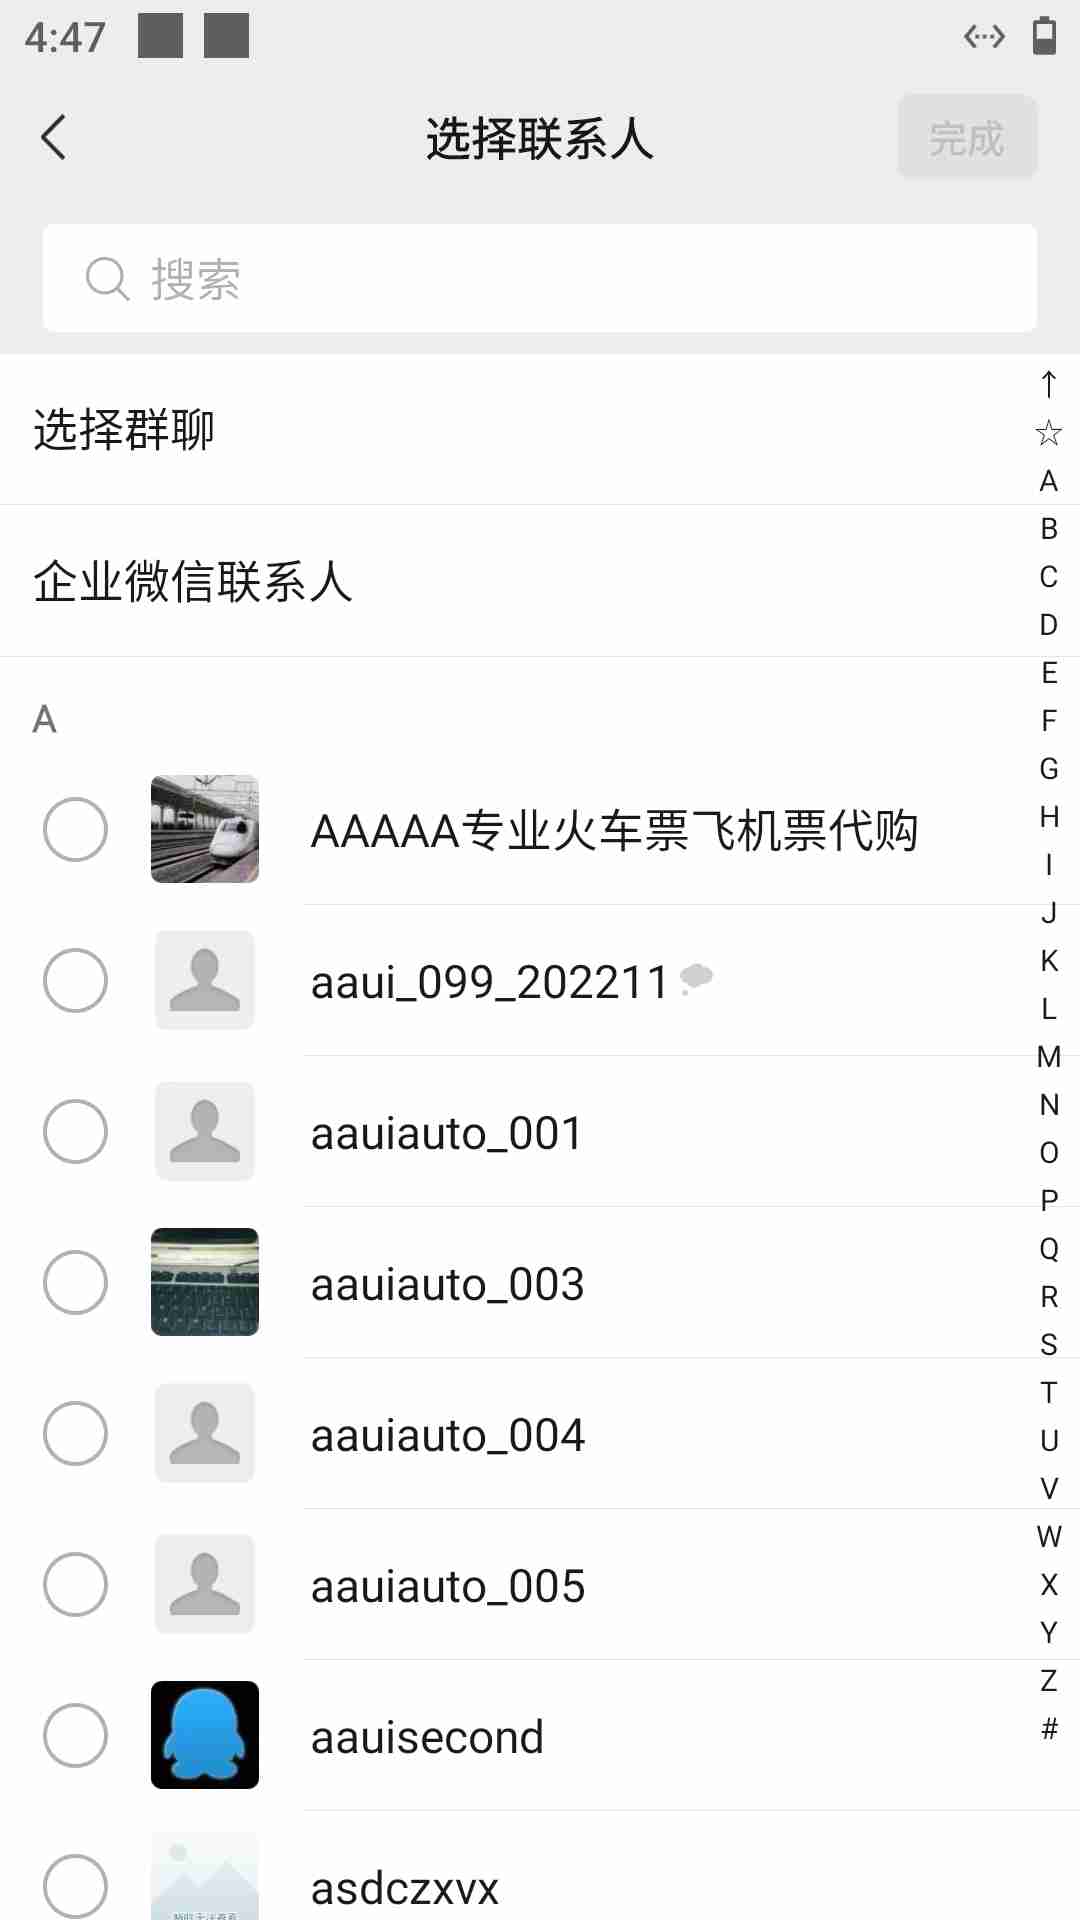 4:47
选择联系人
完成
搜索
选择群聊
企业微信联系人
A
AAAAA专业火车票飞机票代购
aaui_099_202211
aauiauto_001
aauiauto_003
aauiauto_004
aauiauto_005
aauisecond
asdczxvx
↑
☆
A
B
C
D
E
F
G
H
I
J
K
L
M
N
O
P
Q
R
S
T
U
V
W
X
Y
Z
#